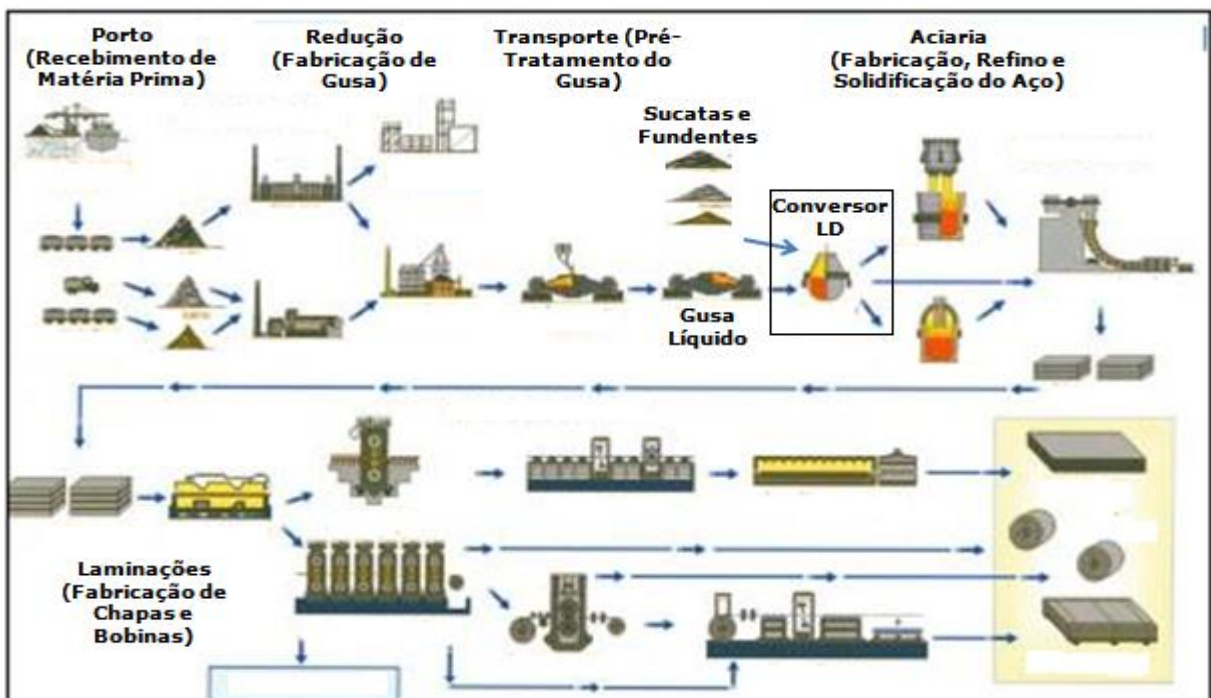 Porto
(Recebimento de
Matéria Prima)
Redução
(Fabricação de
Gusa)
Transporte (Pré-
Tratamento do
Gusa)
Aciaria
(Fabricação, Refino e
Solidificação do Aço)
Sucatas e
Fundentes
Conversor
LD
Gusa
Líquido
Laminações
(Fabricação de
Chapas e
Bobinas)